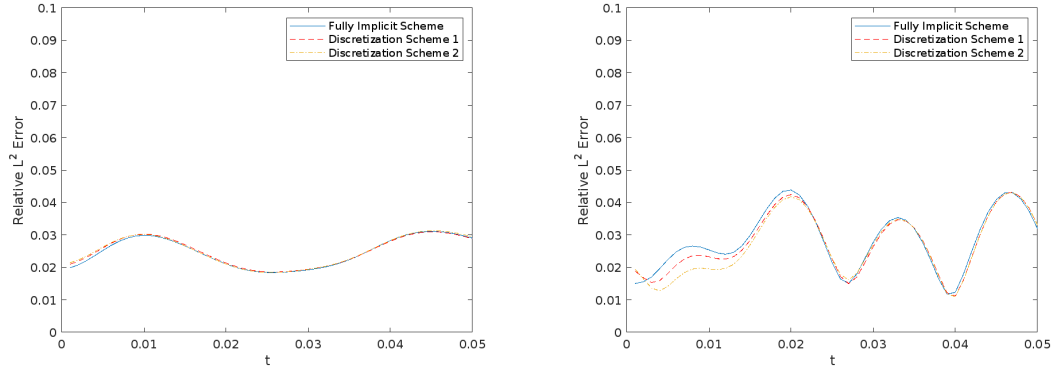 0.1
0.09
0.08
0.07
0.06
0.05
0.04
0.03
0.02
0.01
0
Relative L² Error
0 0.01 0.02 0.03 0.04 0.05
t
Fully Implicit Scheme
Discretization Scheme 1
Discretization Scheme 2
0.1
0.09
0.08
0.07
0.06
0.05
0.04
0.03
0.02
0.01
0
Relative L² Error
0 0.01 0.02 0.03 0.04 0.05
t
Fully Implicit Scheme
Discretization Scheme 1
Discretization Scheme 2